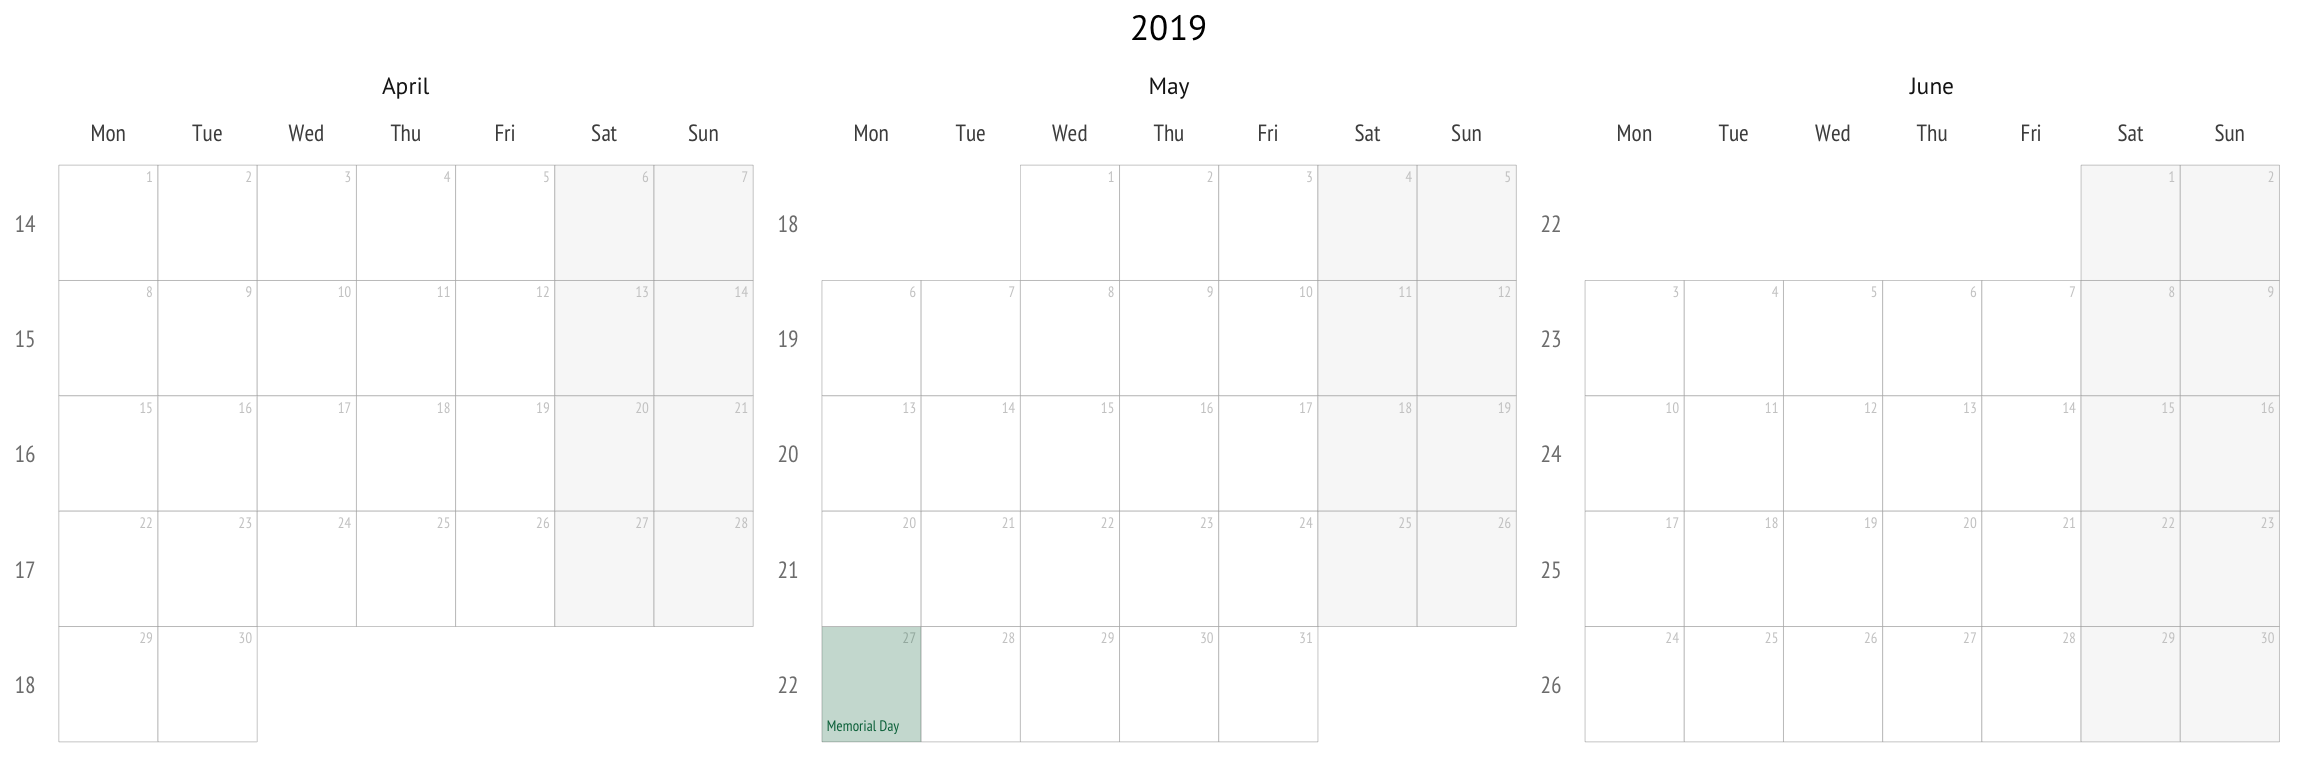 2019
April
Mon Tue Wed Thu Fri Sat Sun
14 1 2 3 4 5 6 7
15 8 9 10 11 12 13 14
16 15 16 17 18 19 20 21
17 22 23 24 25 26 27 28
18 29 30
May
Mon Tue Wed Thu Fri Sat Sun
18 1 2 3 4 5
19 6 7 8 9 10 11 12
20 13 14 15 16 17 18 19
21 20 21 22 23 24 25 26
22 27 28 29 30 31
Memorial Day
June
Mon Tue Wed Thu Fri Sat Sun
22 1 2
23 3 4 5 6 7 8 9
24 10 11 12 13 14 15 16
25 17 18 19 20 21 22 23
26 24 25 26 27 28 29 30